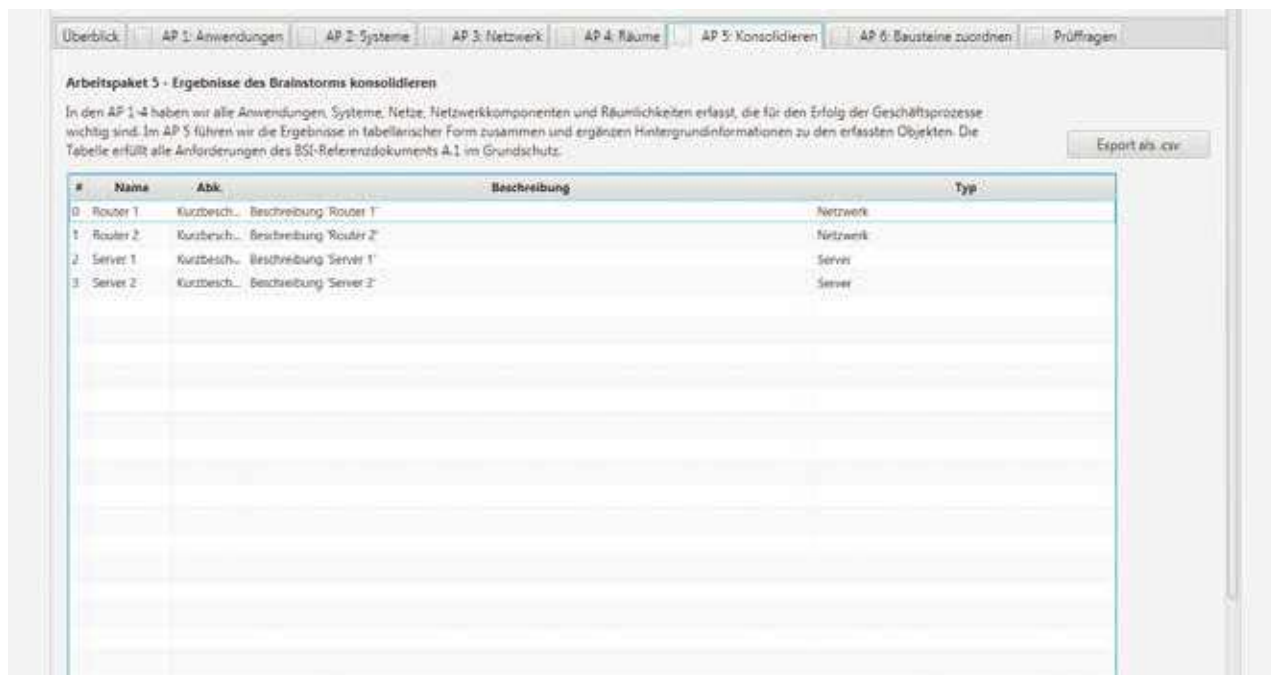 Überblick AP 1: Anwendungen AP 2: Systeme AP 3: Netzwerk AP 4: Räume AP 5: Konsolidieren AP 6: Bausteine zuordnen Prüffragen
Arbeitspaket 5 - Ergebnisse des Brainstorms konsolidieren
In den AP 1-4 haben wir alle Anwendungen, Systeme, Netze, Netzwerkkomponenten und Räumlichkeiten erfasst, die für den Erfolg der Geschäftsprozesse
wichtig sind. Im AP 5 führen wir die Ergebnisse in tabellarischer Form zusammen und ergänzen Hintergrundinformationen zu den erfassten Objekten. Die
Tabelle erfüllt alle Anforderungen des BSI-Referenzdokuments A.1 im Grundschutz.
Export als .csv
# Name Abk. Beschreibung Typ
0 Router 1 Kurzbesch... Beschreibung 'Router 1' Netzwerk
1 Router 2 Kurzbesch... Beschreibung 'Router 2' Netzwerk
2 Server 1 Kurzbesch... Beschreibung 'Server 1' Server
3 Server 2 Kurzbesch... Beschreibung 'Server 2' Server